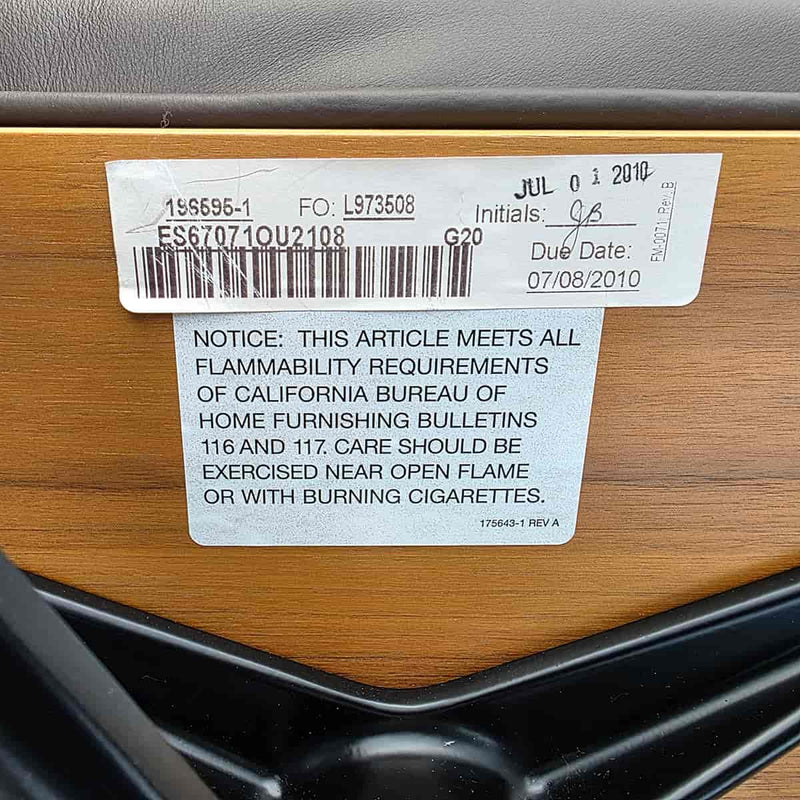 JUL 0 1 2010
196595-1 FO: L973508 Initials: JB
ES67071OU2108 G20
Due Date:
07/08/2010
FM-0071 Rev. B
NOTICE: THIS ARTICLE MEETS ALL
FLAMMABILITY REQUIREMENTS
OF CALIFORNIA BUREAU OF
HOME FURNISHING BULLETINS
116 AND 117. CARE SHOULD BE
EXERCISED NEAR OPEN FLAME
OR WITH BURNING CIGARETTES.
175643-1 REV A